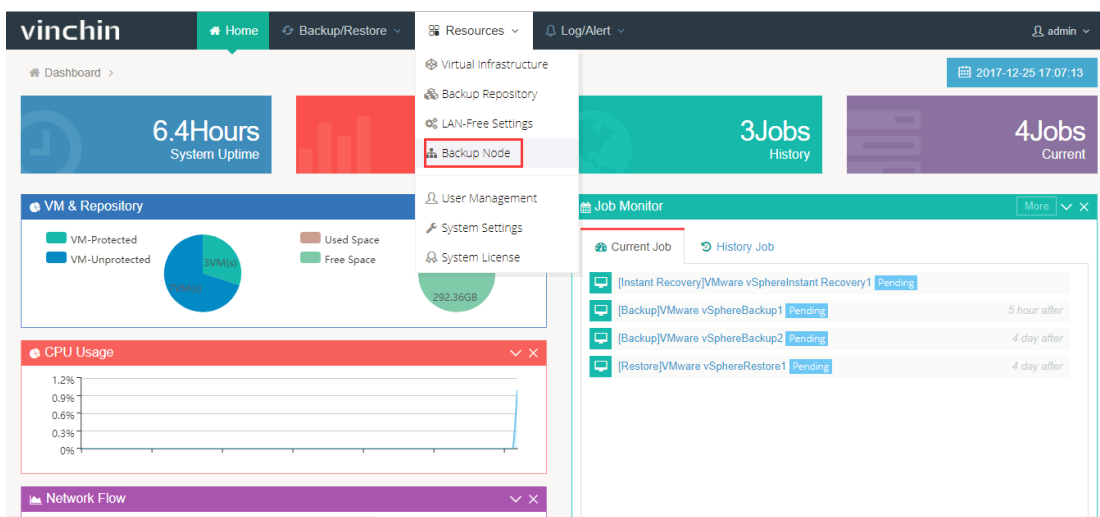 vinchin
Home
Backup/Restore
Resources
Log/Alert
admin
Dashboard >
2017-12-25 17:07:13
Virtual Infrastructure
Backup Repository
LAN-Free Settings
Backup Node
User Management
System Settings
System License
6.4Hours
System Uptime
3Jobs
History
4Jobs
Current
VM & Repository
VM-Protected
VM-Unprotected
3VM(s)
Used Space
Free Space
292.36GB
CPU Usage
1.2%
0.9%
0.6%
0.3%
0%
Network Flow
Job Monitor
More
Current Job
History Job
[Instant Recovery]VMware vSphereInstant Recovery1 Pending
[Backup]VMware vSphereBackup1 Pending 5 hour after
[Backup]VMware vSphereBackup2 Pending 4 day after
[Restore]VMware vSphereRestore1 Pending 4 day after